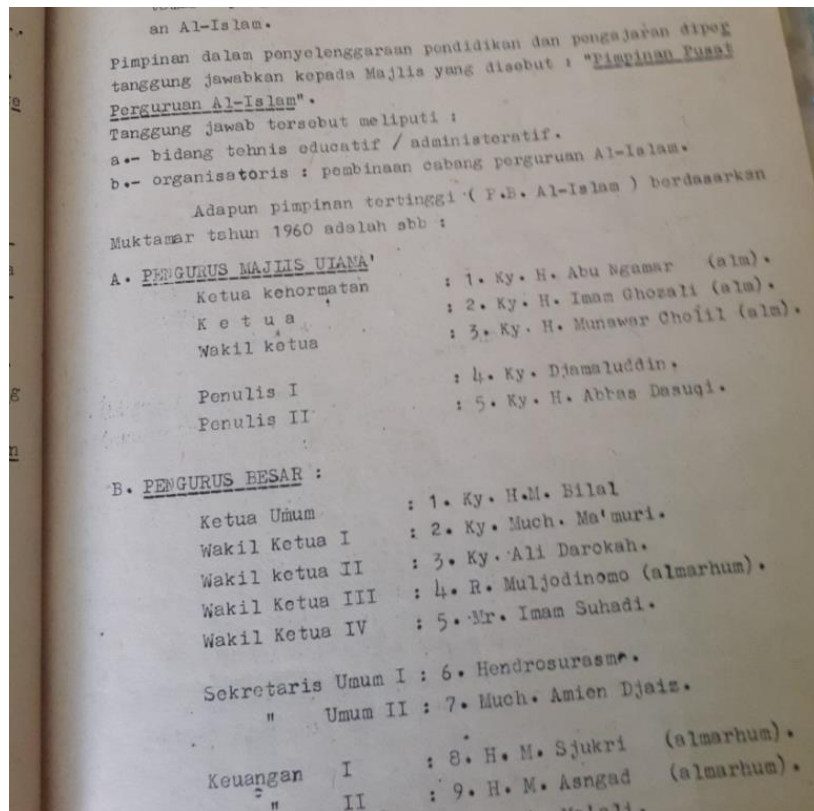 an Al-Islam.
Pimpinan dalam penyelenggaraan pendidikan dan pengajaran diper
tanggung jawabkan kepada Majlis yang disebut : "Pimpinan Pusat
Perguruan Al-Islam".
Tanggung jawab tersebut meliputi :
a.- bidang tehnis educatif / administeratif.
b.- organisatoris : pembinaan cabang perguruan Al-Islam.
Adapun pimpinan tertinggi ( P.B. Al-Islam ) berdasarkan
Muktamar tahun 1960 adalah sbb :
A. PENGURUS MAJLIS ULAMA'
Ketua kehormatan : 1. Ky. H. Abu Ngamar (alm).
K e t u a : 2. Ky. H. Imam Ghozali (alm).
Wakil ketua : 3. Ky. H. Munawar Cholil (alm).
Penulis I : 4. Ky. Djamaluddin.
Penulis II : 5. Ky. H. Abbas Dasuqi.
B. PENGURUS BESAR :
Ketua Umum : 1. Ky. H.M. Bilal
Wakil Ketua I : 2. Ky. Much. Ma'muri.
Wakil ketua II : 3. Ky. Ali Darokah.
Wakil Ketua III : 4. R. Muljodinomo (almarhum).
Wakil Ketua IV : 5. Mr. Imam Suhadi.
Sekretaris Umum I : 6. Hendrosurasmo.
" Umum II : 7. Much. Amien Djaiz.
Keuangan I : 8. H. M. Sjukri (almarhum).
" II : 9. H. M. Asngad (almarhum).